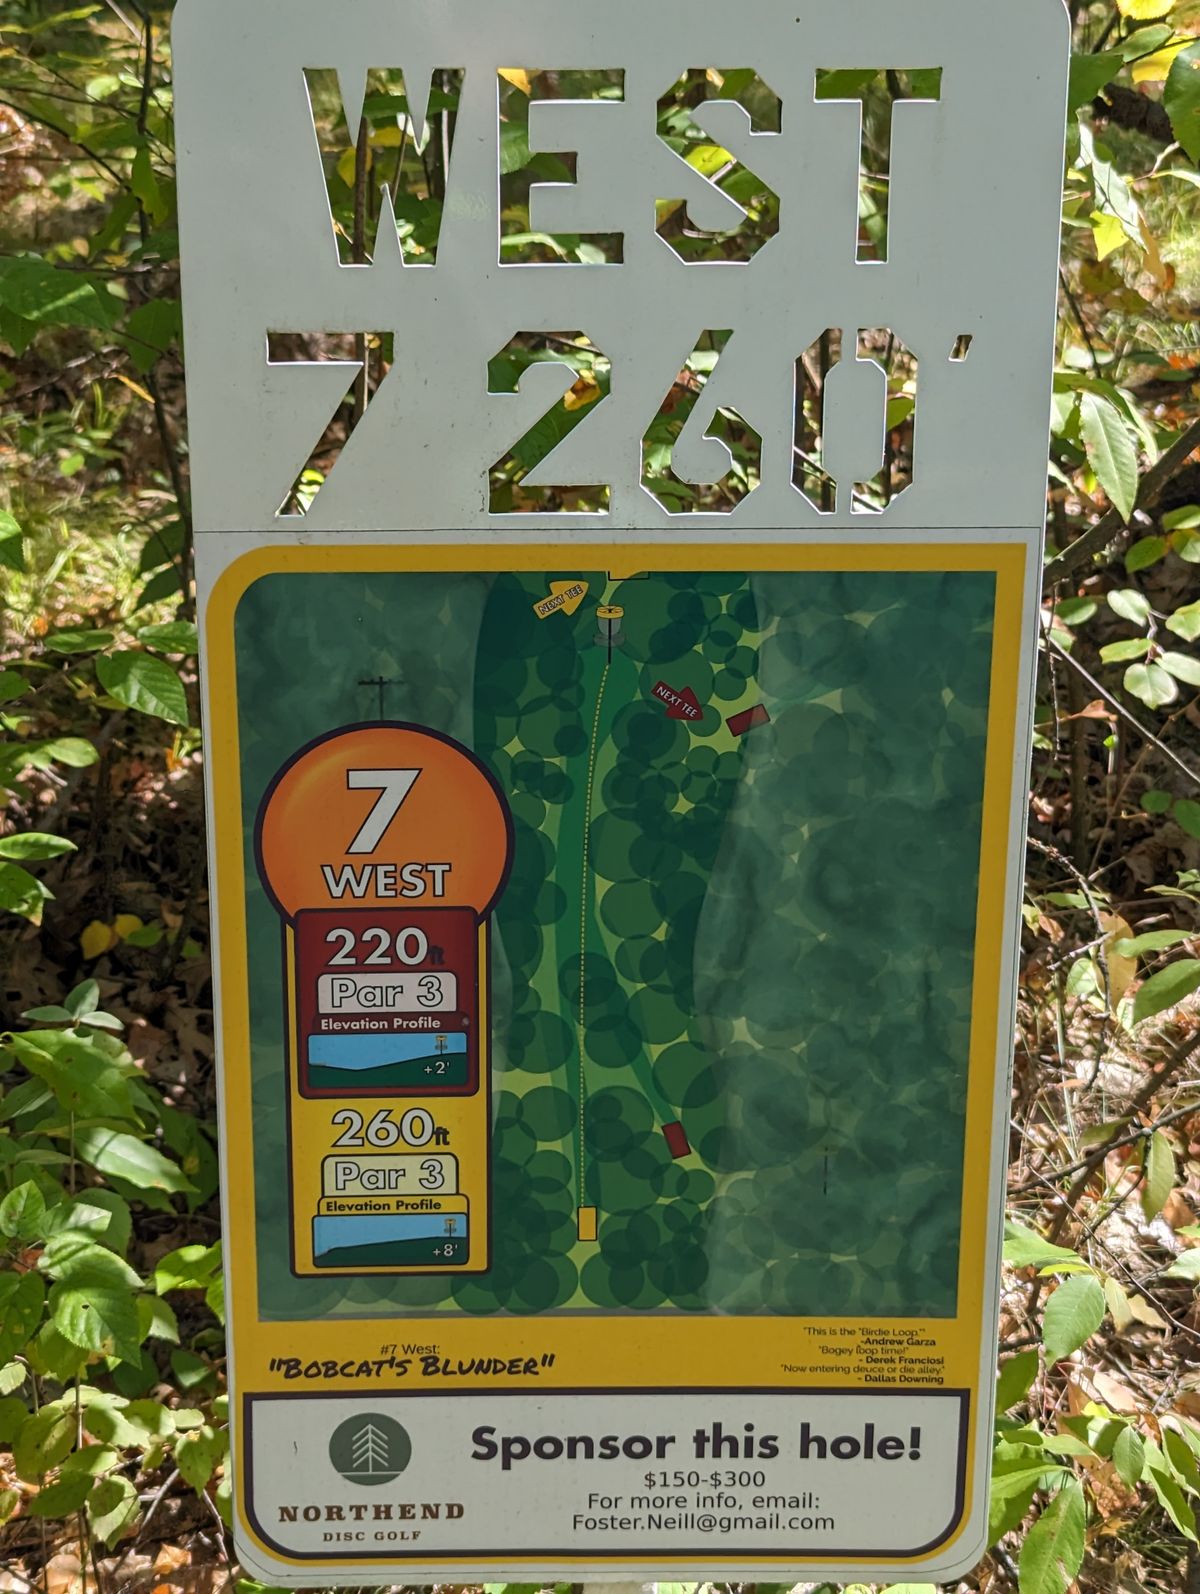 WEST
7 260'
NEXT TEE
NEXT TEE
7
WEST
220ft
Par 3
Elevation Profile
+2'
260ft
Par 3
Elevation Profile
+8'
#7 West:
"BOBCAT'S BLUNDER"
"This is the "Birdie Loop.""
-Andrew Garza
"Bogey loop time!"
- Derek Franciosi
"Now entering deuce or die alley."
- Dallas Downing
NORTHEND
DISC GOLF
Sponsor this hole!
$150-$300
For more info, email:
Foster.Neill@gmail.com